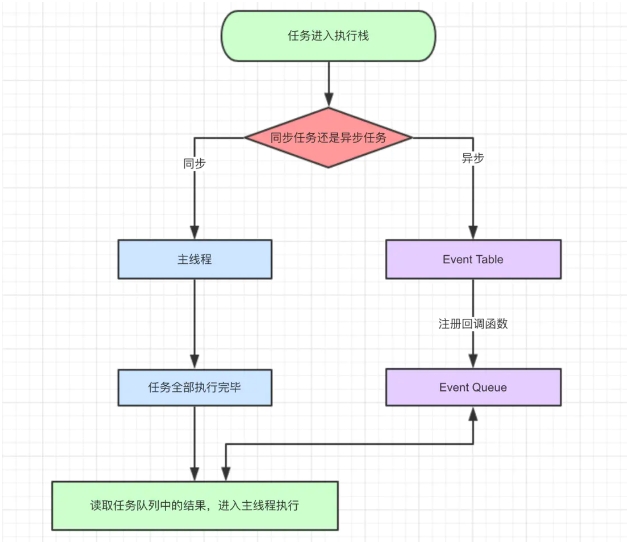 任务进入执行栈
同步任务还是异步任务
同步
异步
主线程
Event Table
注册回调函数
任务全部执行完毕
Event Queue
读取任务队列中的结果，进入主线程执行